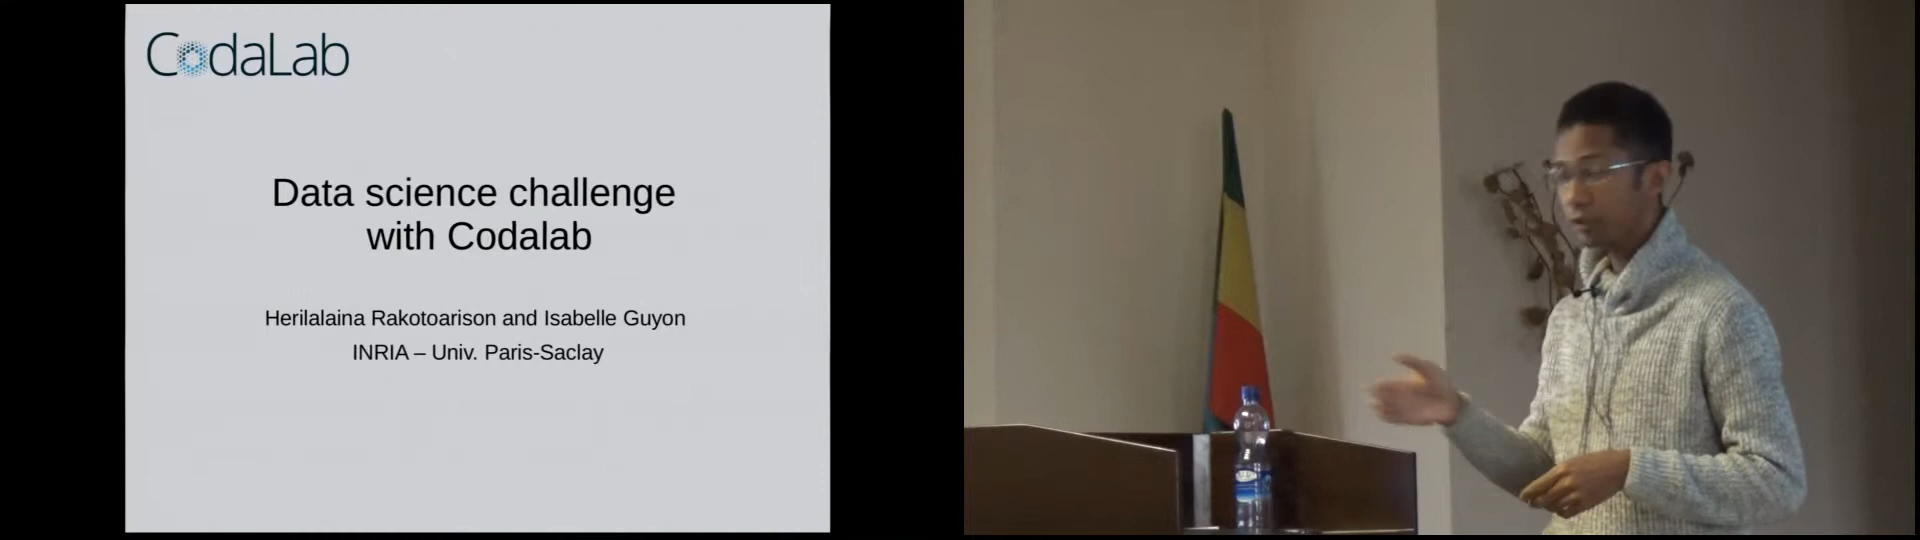 CodaLab
Data science challenge
with Codalab
Herilalaina Rakotoarison and Isabelle Guyon
INRIA – Univ. Paris-Saclay